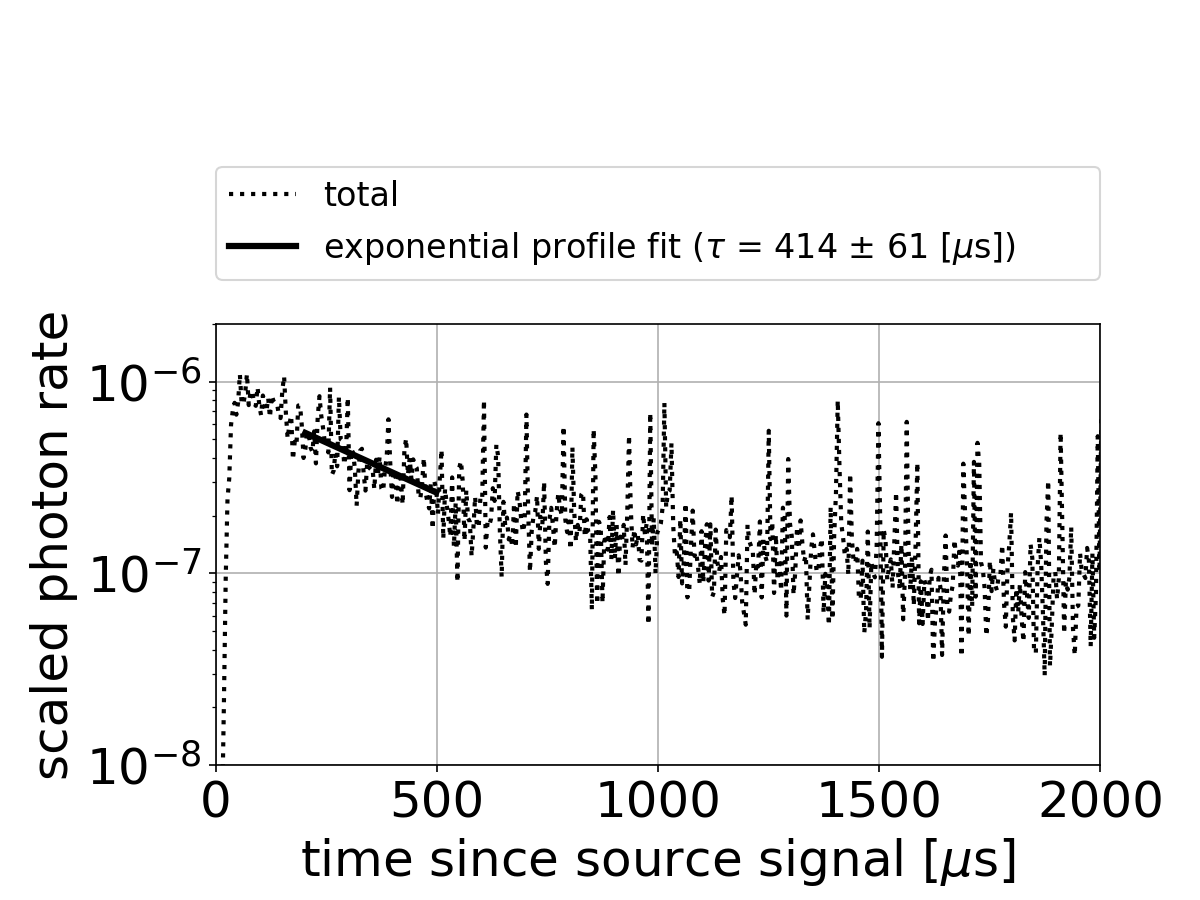 total
exponential profile fit (τ = 414 ± 61 [μs])
scaled photon rate
10⁻⁶
10⁻⁷
10⁻⁸
0 500 1000 1500 2000
time since source signal [μs]